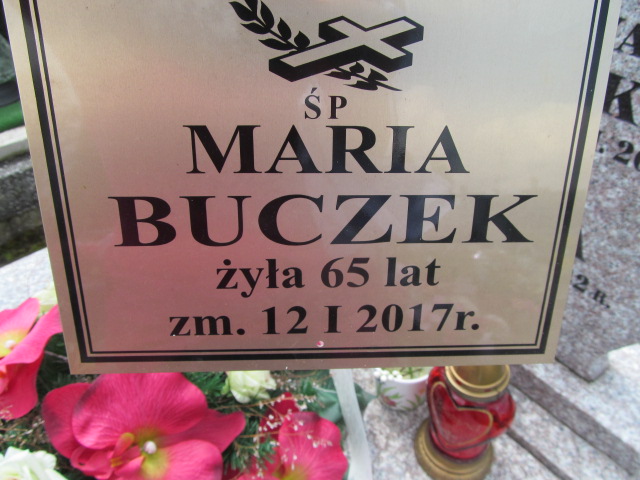 ŚP
MARIA
BUCZEK
żyła 65 lat
zm. 12 I 2017r.